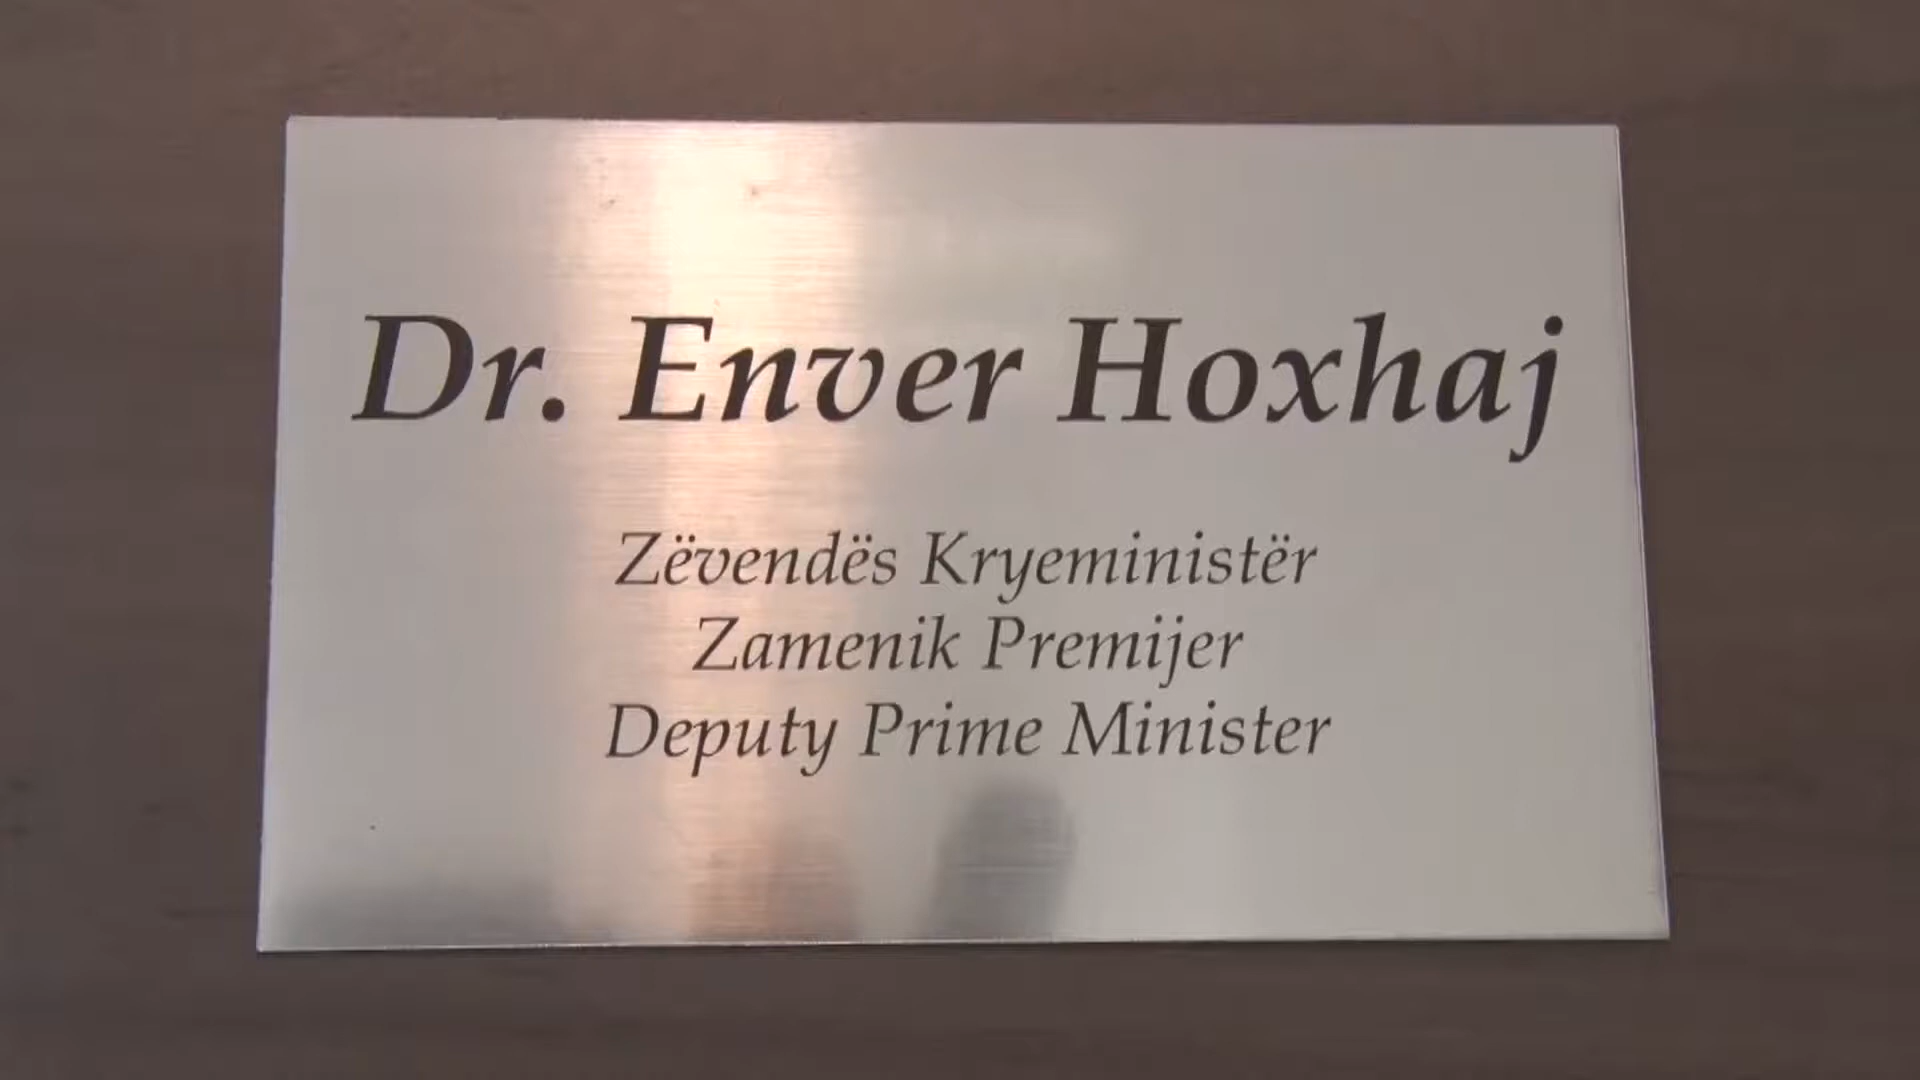 Dr. Enver Hoxhaj
Zëvendës Kryeministër
Zamenik Premijer
Deputy Prime Minister